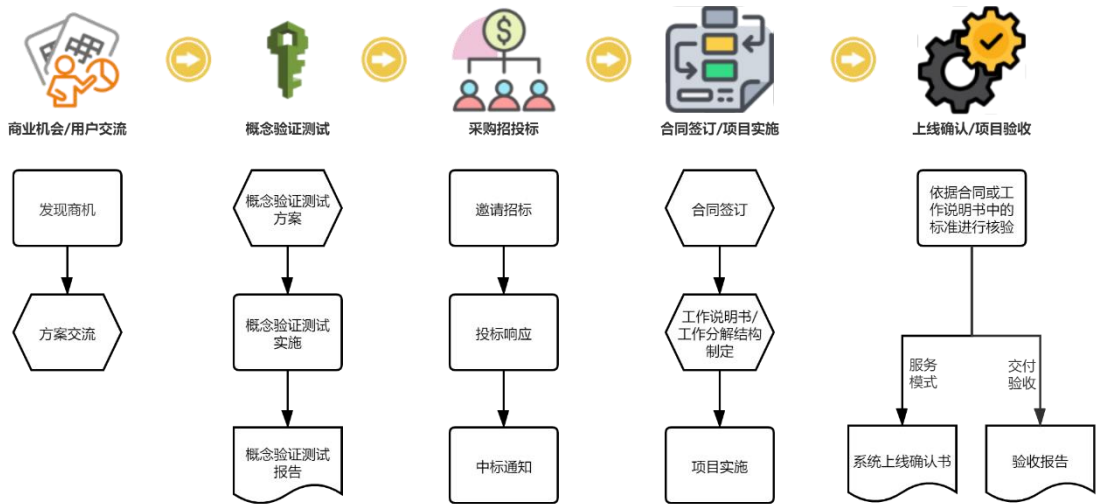 商业机会/用户交流
概念验证测试
采购招投标
合同签订/项目实施
上线确认/项目验收
发现商机
方案交流
概念验证测试
方案
概念验证测试
实施
概念验证测试
报告
邀请招标
投标响应
中标通知
合同签订
工作说明书/
工作分解结构
制定
项目实施
依据合同或工
作说明书中的
标准进行核验
服务
模式
交付
验收
系统上线确认书
验收报告